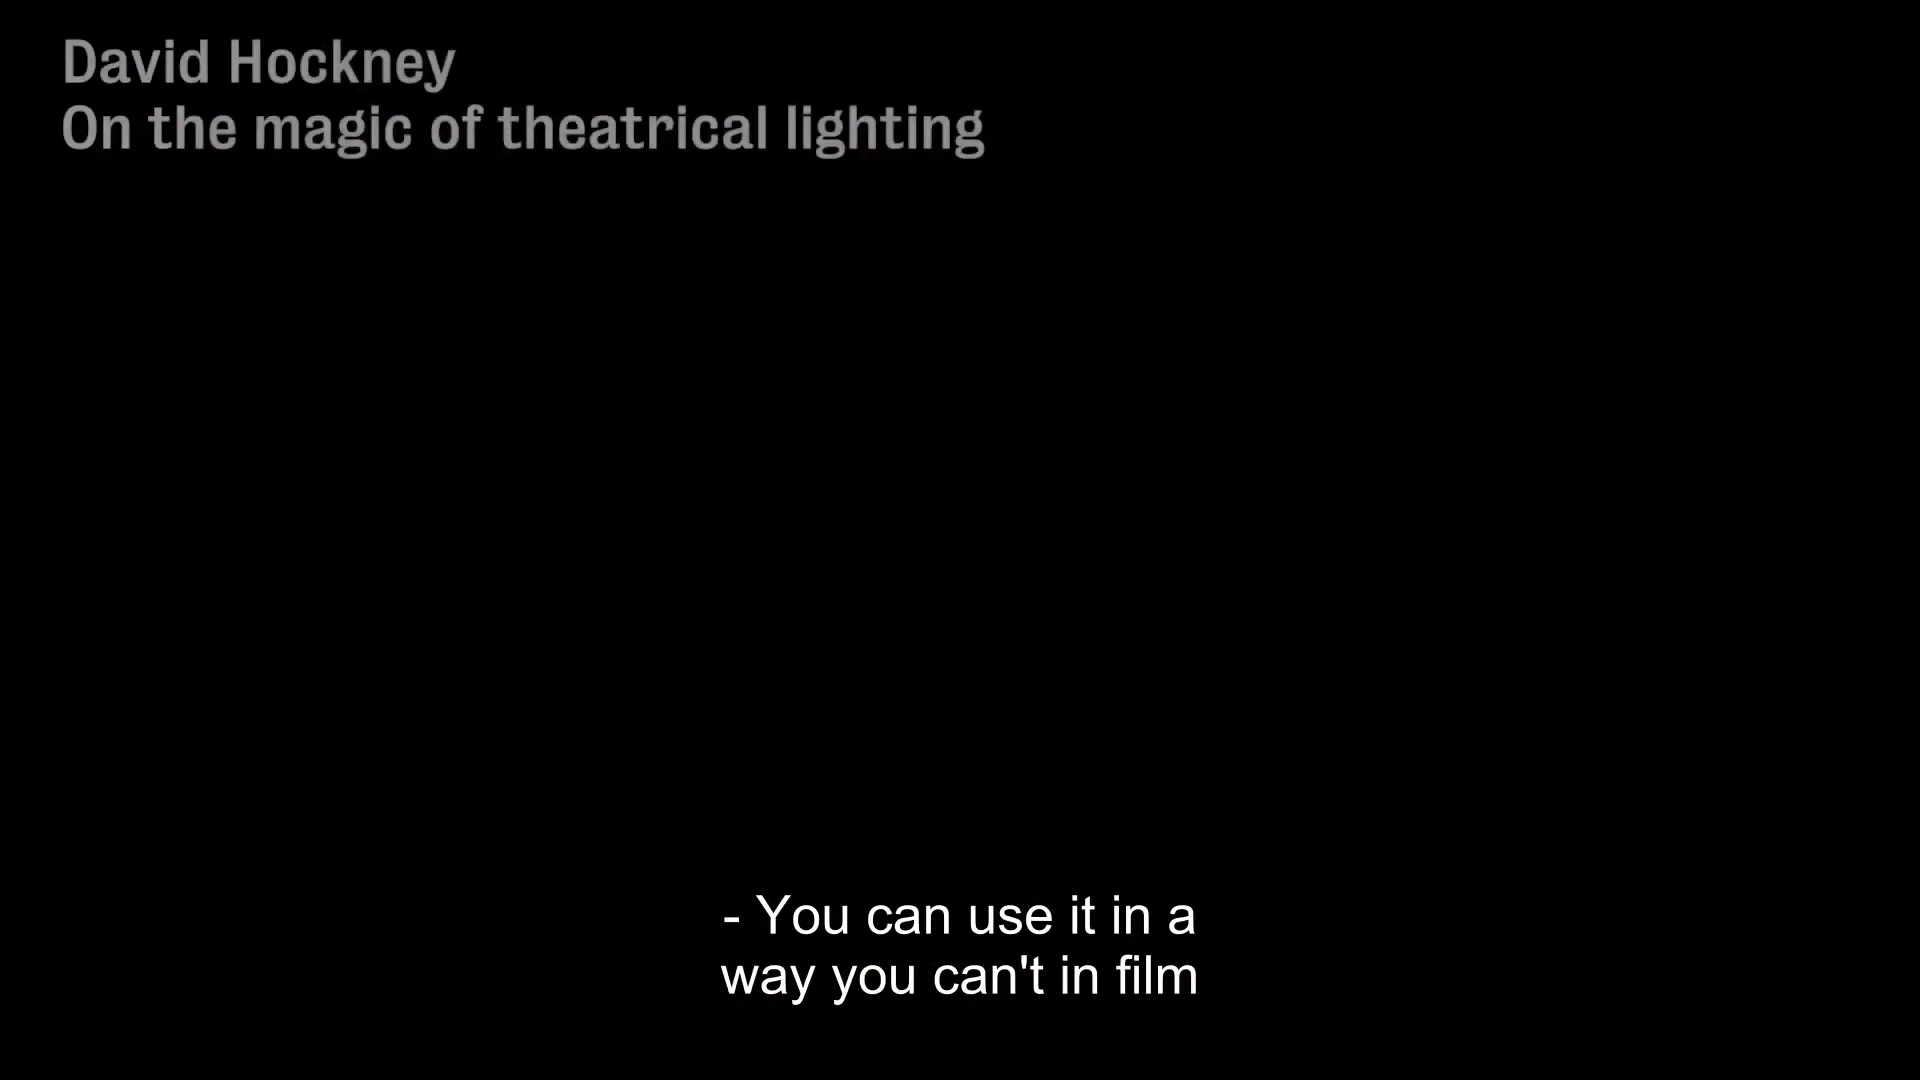 David Hockney
On the magic of theatrical lighting
- You can use it in a
way you can't in film